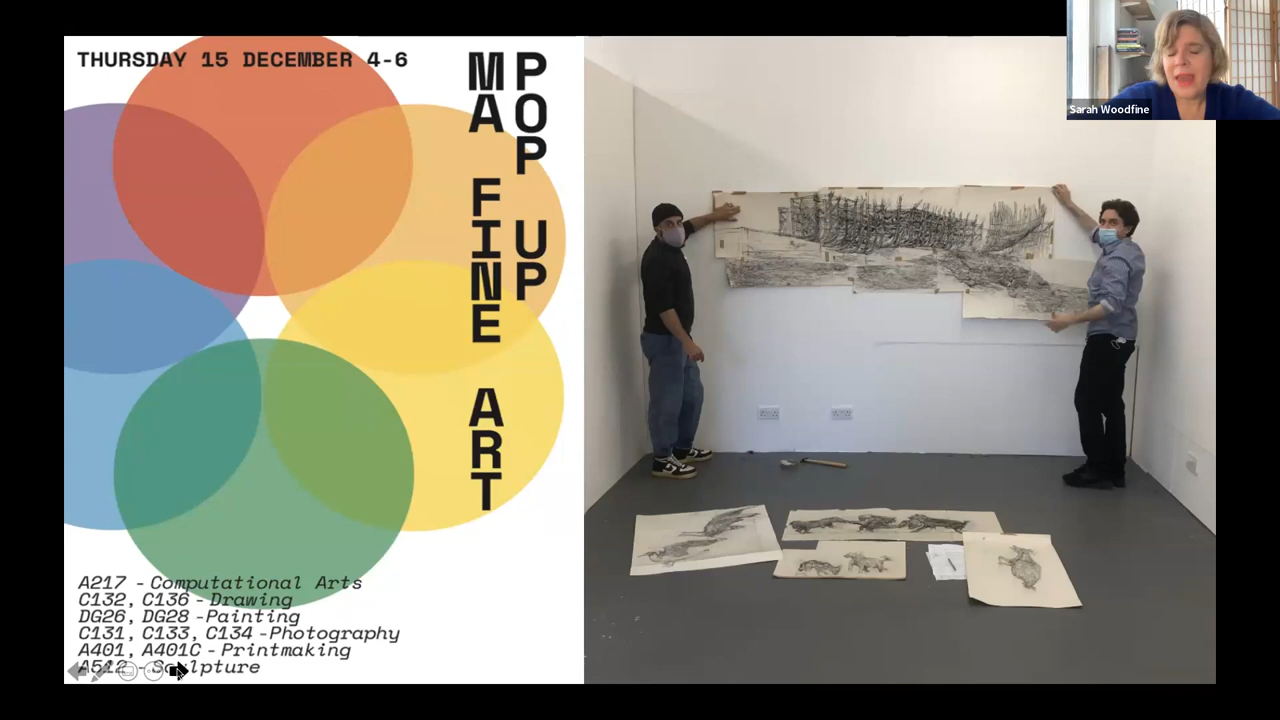 THURSDAY 15 DECEMBER 4-6
MA FINE ART
POP UP
A217 - Computational Arts
C132, C136 - Drawing
DG26, DG28 -Painting
C131, C133, C134 -Photography
A401, A401C - Printmaking
A512 - Sculpture
Sarah Woodfine